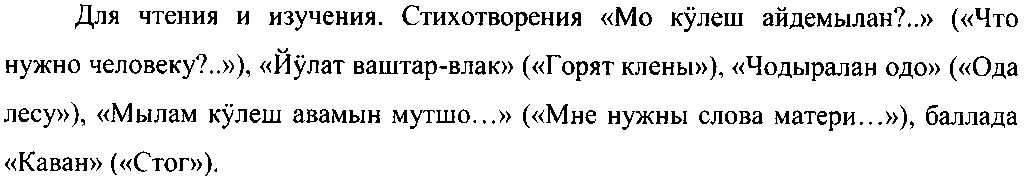 Для чтения и изучения. Стихотворения «Мо кӱлеш айдемылан?..» («Что
нужно человеку?..»), «Йӱлат ваштар-влак» («Горят клены»), «Чодыралан одо» («Ода
лесу»), «Мылам кӱлеш авамын мутшо...» («Мне нужны слова матери...»), баллада
«Каван» («Стог»).